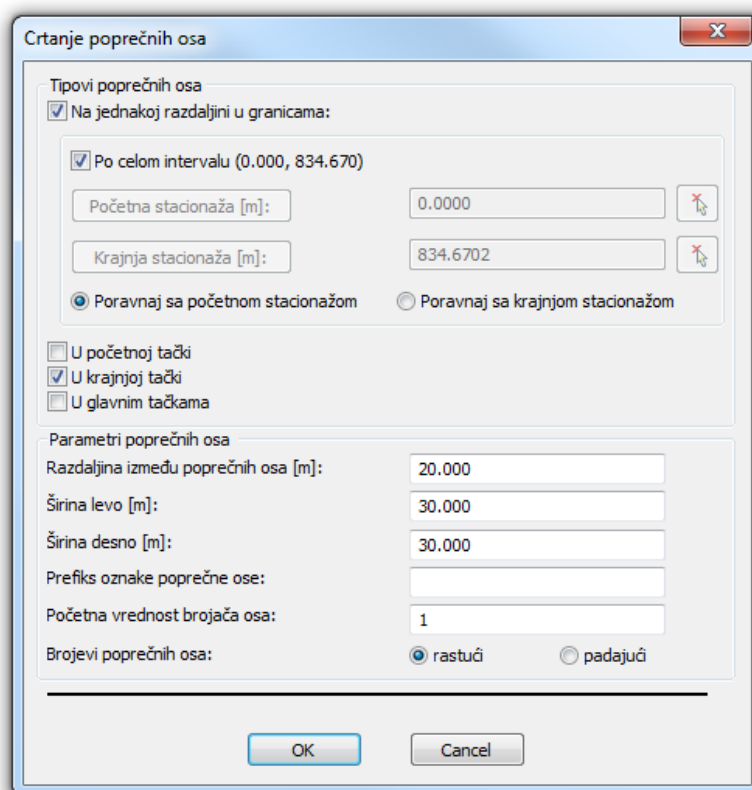 Crtanje poprečnih osa
Tipovi poprečnih osa
Na jednakoj razdaljini u granicama:
Po celom intervalu (0.000, 834.670)
Početna stacionaža [m]: 0.0000
Krajnja stacionaža [m]: 834.6702
Poravnaj sa početnom stacionažom Poravnaj sa krajnjom stacionažom
U početnoj tački
U krajnjoj tački
U glavnim tačkama
Parametri poprečnih osa
Razdaljina između poprečnih osa [m]: 20.000
Širina levo [m]: 30.000
Širina desno [m]: 30.000
Prefiks oznake poprečne ose:
Početna vrednost brojača osa: 1
Brojevi poprečnih osa: rastući padajući
OK Cancel